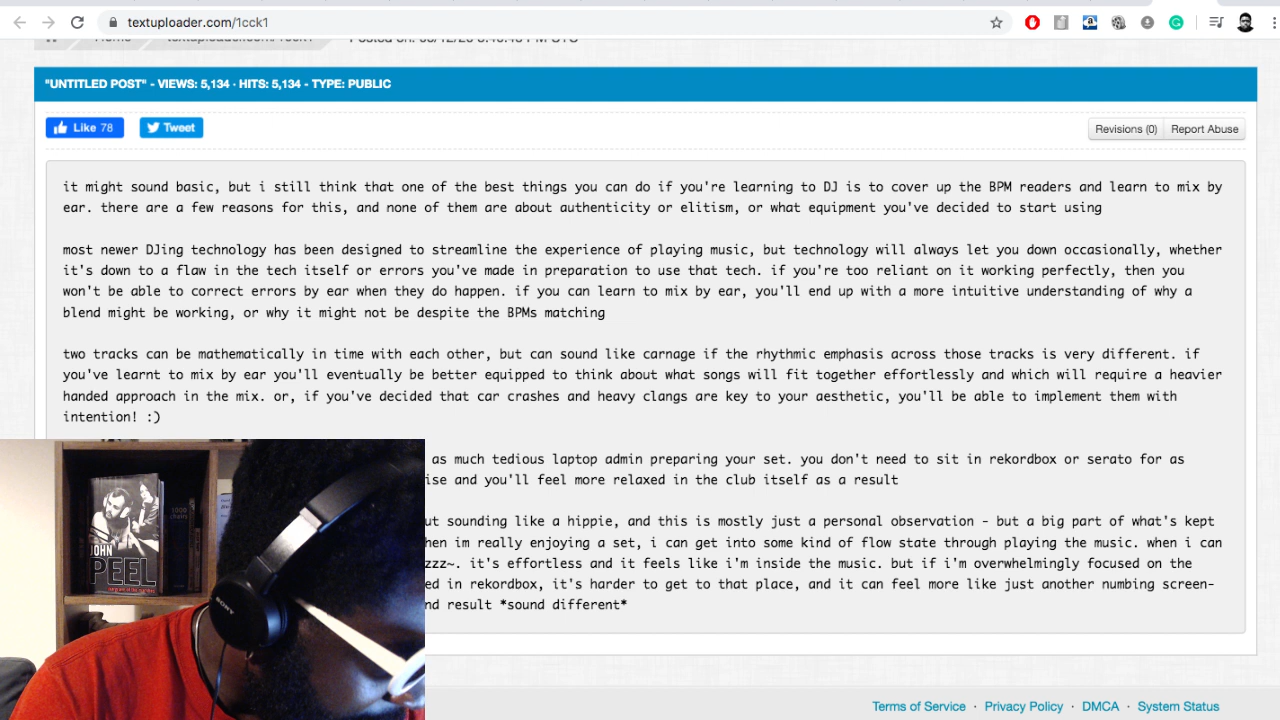 textuploader.com/1cck1
"UNTITLED POST" - VIEWS: 5,134 · HITS: 5,134 - TYPE: PUBLIC
Like 78
Tweet
Revisions (0)
Report Abuse
it might sound basic, but i still think that one of the best things you can do if you're learning to DJ is to cover up the BPM readers and learn to mix by
ear. there are a few reasons for this, and none of them are about authenticity or elitism, or what equipment you've decided to start using
most newer DJing technology has been designed to streamline the experience of playing music, but technology will always let you down occasionally, whether
it's down to a flaw in the tech itself or errors you've made in preparation to use that tech. if you're too reliant on it working perfectly, then you
won't be able to correct errors by ear when they do happen. if you can learn to mix by ear, you'll end up with a more intuitive understanding of why a
blend might be working, or why it might not be despite the BPMs matching
two tracks can be mathematically in time with each other, but can sound like carnage if the rhythmic emphasis across those tracks is very different. if
you've learnt to mix by ear you'll eventually be better equipped to think about what songs will fit together effortlessly and which will require a heavier
handed approach in the mix. or, if you've decided that car crashes and heavy clangs are key to your aesthetic, you'll be able to implement them with
intention! :)
as much tedious laptop admin preparing your set. you don't need to sit in rekordbox or serato for as
ise and you'll feel more relaxed in the club itself as a result
ut sounding like a hippie, and this is mostly just a personal observation - but a big part of what's kept
hen im really enjoying a set, i can get into some kind of flow state through playing the music. when i can
zzz~. it's effortless and it feels like i'm inside the music. but if i'm overwhelmingly focused on the
ed in rekordbox, it's harder to get to that place, and it can feel more like just another numbing screen-
nd result *sound different*
JOHN
PEEL
1000
chairs
SONY
Terms of Service · Privacy Policy · DMCA · System Status